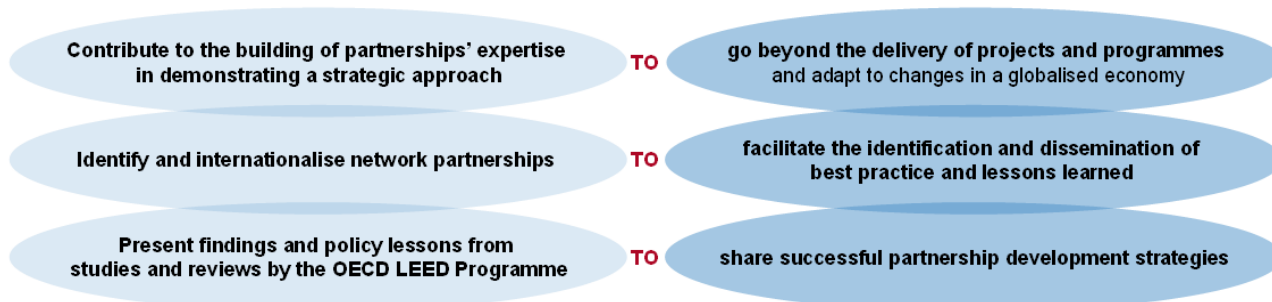 Contribute to the building of partnerships' expertise
in demonstrating a strategic approach
TO
go beyond the delivery of projects and programmes
and adapt to changes in a globalised economy
Identify and internationalise network partnerships
TO
facilitate the identification and dissemination of
best practice and lessons learned
Present findings and policy lessons from
studies and reviews by the OECD LEED Programme
TO
share successful partnership development strategies